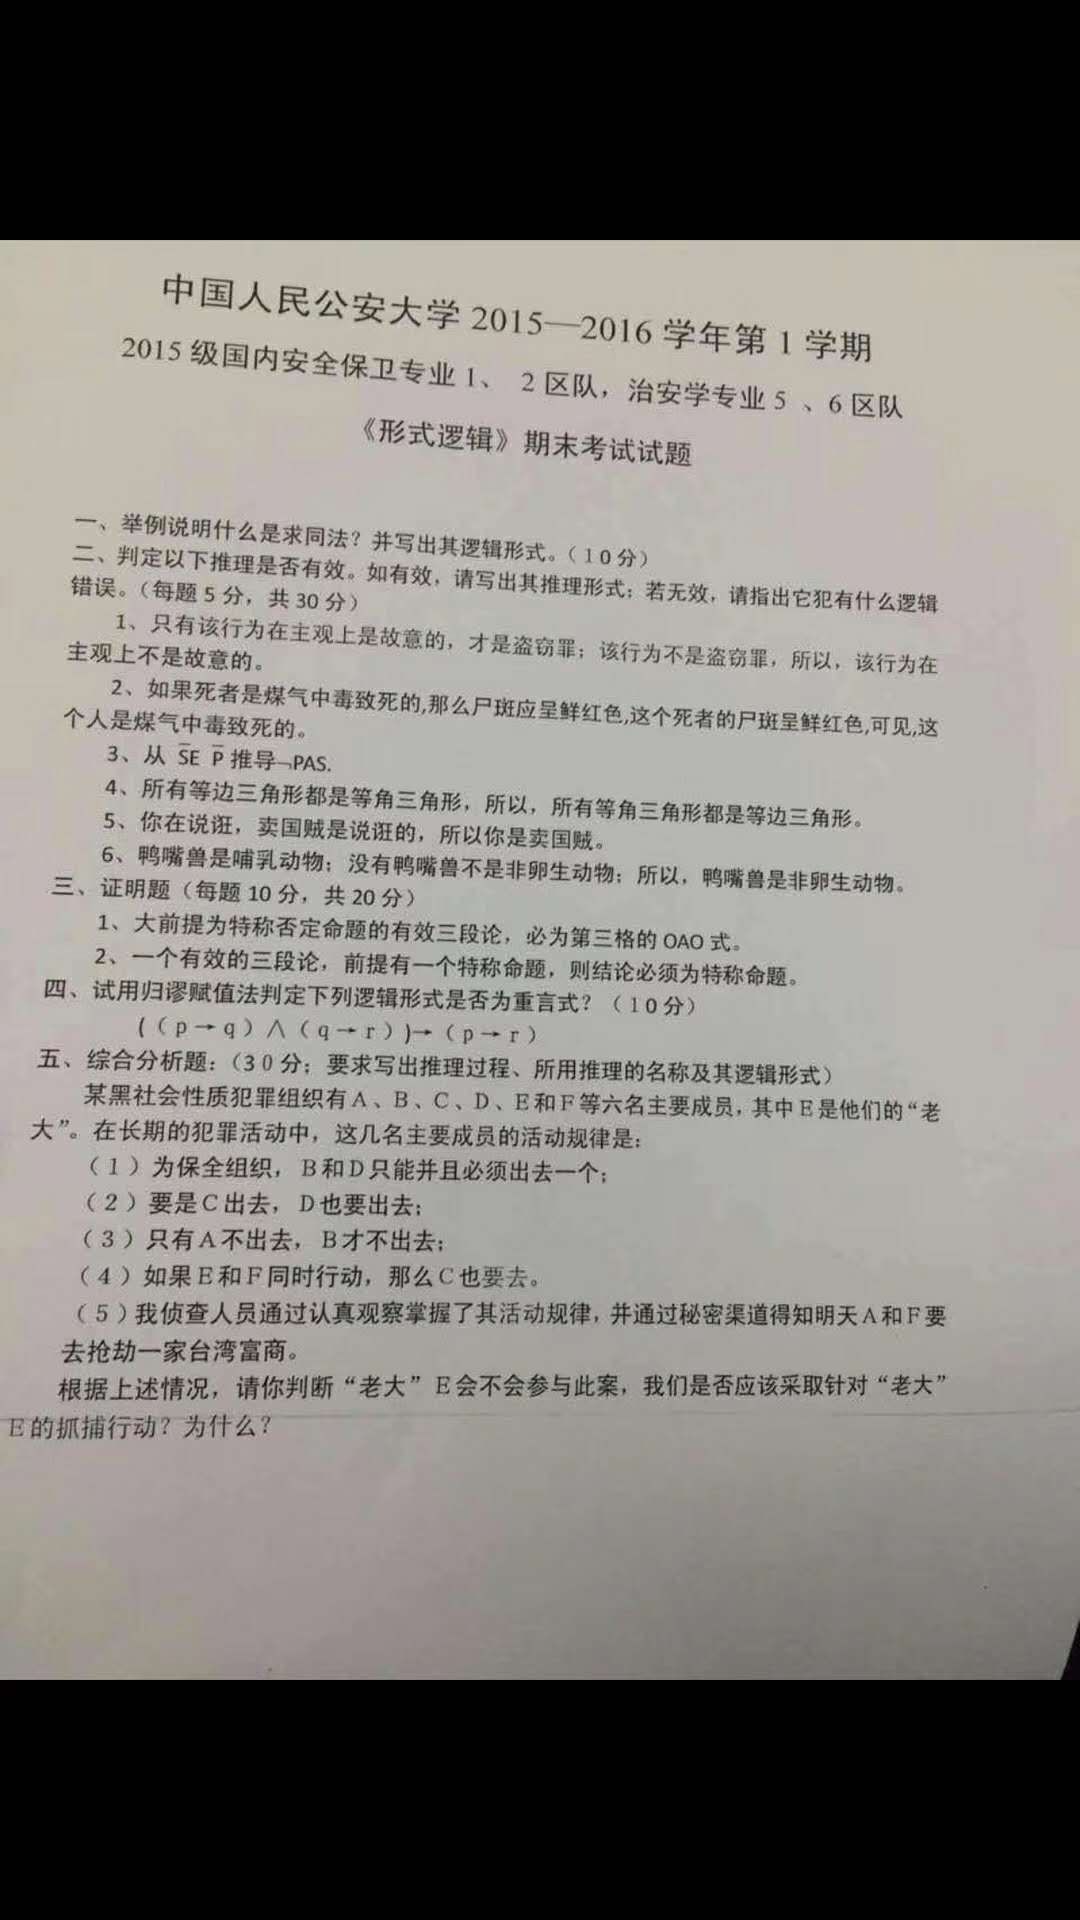 中国人民公安大学 2015—2016 学年第 1 学期
2015 级国内安全保卫专业 1、 2 区队，治安学专业 5 、6 区队
《形式逻辑》期末考试试题
一、举例说明什么是求同法？并写出其逻辑形式。（10分）
二、判定以下推理是否有效。如有效，请写出其推理形式；若无效，请指出它犯有什么逻辑
错误。（每题 5 分，共 30 分）
1、只有该行为在主观上是故意的，才是盗窃罪；该行为不是盗窃罪，所以，该行为在
主观上不是故意的。
2、如果死者是煤气中毒致死的,那么尸斑应呈鲜红色,这个死者的尸斑呈鲜红色,可见,这
个人是煤气中毒致死的。
3、从 S̅E P̅ 推导¬PAS.
4、所有等边三角形都是等角三角形，所以，所有等角三角形都是等边三角形。
5、你在说诳，卖国贼是说诳的，所以你是卖国贼。
6、鸭嘴兽是哺乳动物；没有鸭嘴兽不是非卵生动物；所以，鸭嘴兽是非卵生动物。
三、证明题（每题 10 分，共 20 分）
1、大前提为特称否定命题的有效三段论，必为第三格的 OAO 式。
2、一个有效的三段论，前提有一个特称命题，则结论必须为特称命题。
四、试用归谬赋值法判定下列逻辑形式是否为重言式？（10分）
(（p→q）∧（q→r）)→（p→r）
五、综合分析题：（30分；要求写出推理过程、所用推理的名称及其逻辑形式）
某黑社会性质犯罪组织有A、B、C、D、E和F等六名主要成员，其中E是他们的“老
大”。在长期的犯罪活动中，这几名主要成员的活动规律是：
（1）为保全组织，B和D只能并且必须出去一个；
（2）要是C出去，D也要出去；
（3）只有A不出去，B才不出去；
（4）如果E和F同时行动，那么C也要去。
（5）我侦查人员通过认真观察掌握了其活动规律，并通过秘密渠道得知明天A和F要
去抢劫一家台湾富商。
根据上述情况，请你判断“老大”E会不会参与此案，我们是否应该采取针对“老大”
E的抓捕行动？为什么？